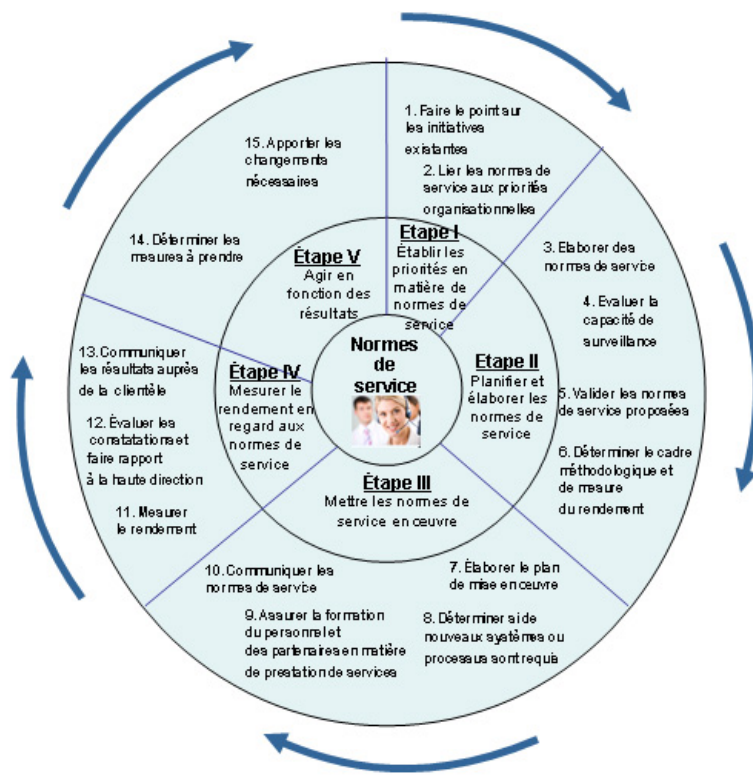 Normes
de
service
Étape I
Établir les
priorités en
matière de
normes de
service
1. Faire le point sur
les initiatives
existantes
2. Lier les normes de
service aux priorités
organisationnelles
Étape II
Planifier et
élaborer les
normes de
service
3. Elaborer des
normes de service
4. Evaluer la
capacité de
surveillance
5. Valider les normes
de service proposées
6. Déterminer le cadre
méthodologique et
de mesure
du rendement
Étape III
Mettre les normes de
service en œuvre
7. Élaborer le plan
de mise en œuvre
8. Déterminer si de
nouveaux systèmes ou
processus sont requis
9. Assurer la formation
du personnel et
des partenaires en matière
de prestation de services
10. Communiquer les
normes de service
Étape IV
Mesurer le
rendement en
regard aux
normes de
service
11. Mesurer
le rendement
12. Évaluer les
constatations et
faire rapport
à la haute direction
13. Communiquer
les résultats auprès
de la clientèle
Étape V
Agir en
fonction des
résultats
14. Déterminer les
mesures à prendre
15. Apporter les
changements
nécessaires